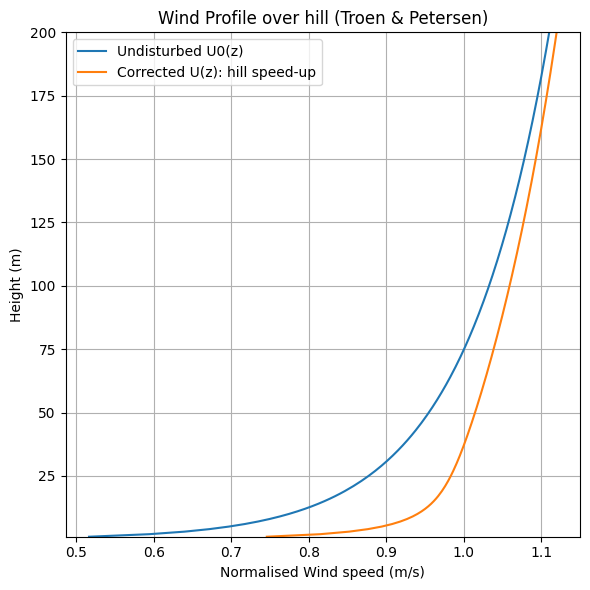 Wind Profile over hill (Troen & Petersen)
Undisturbed U0(z)
Corrected U(z): hill speed-up
Height (m)
200
175
150
125
100
75
50
25
0.5 0.6 0.7 0.8 0.9 1.0 1.1
Normalised Wind speed (m/s)